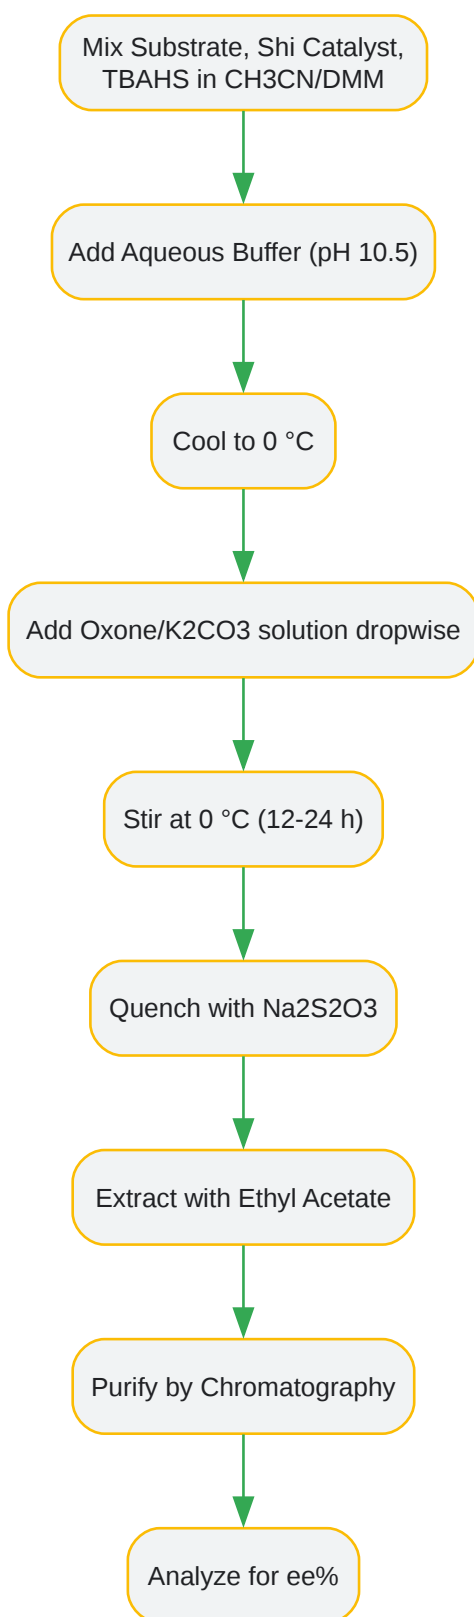 Mix Substrate, Shi Catalyst,
TBAHS in CH3CN/DMM
Add Aqueous Buffer (pH 10.5)
Cool to 0 °C
Add Oxone/K2CO3 solution dropwise
Stir at 0 °C (12-24 h)
Quench with Na2S2O3
Extract with Ethyl Acetate
Purify by Chromatography
Analyze for ee%